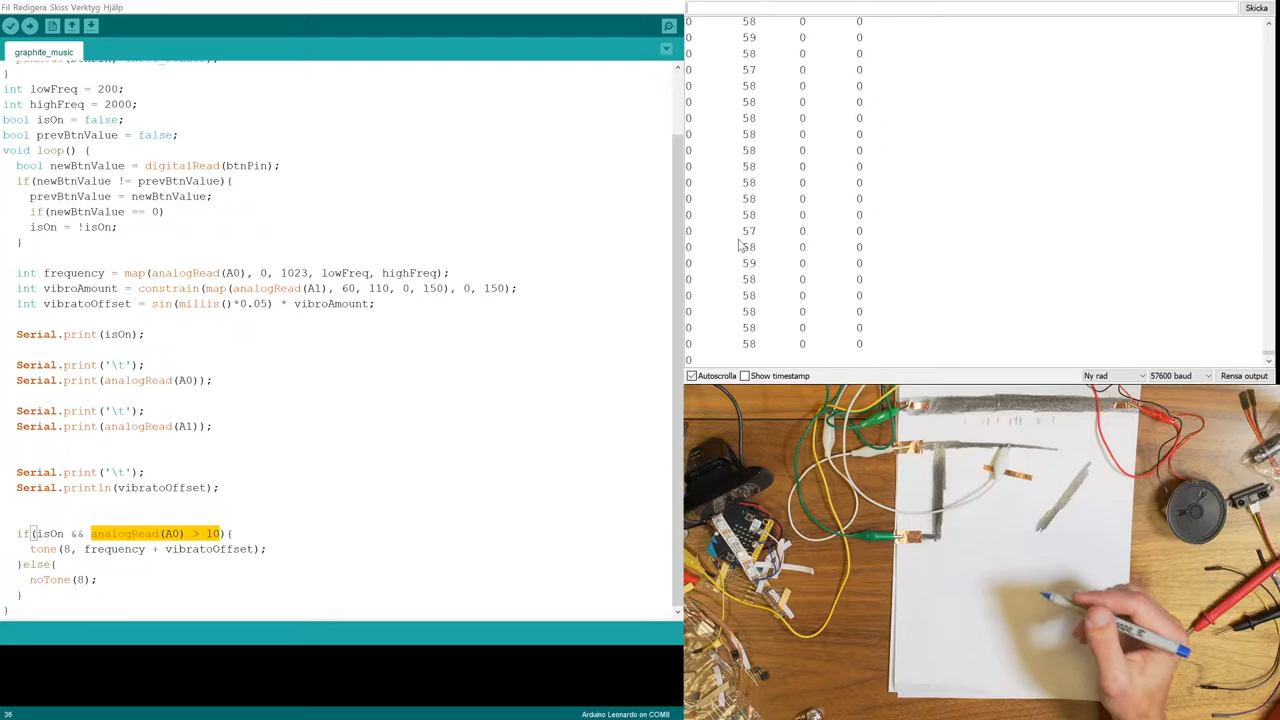 Fil Redigera Skiss Verktyg Hjälp
graphite_music
}
int lowFreq = 200;
int highFreq = 2000;
bool isOn = false;
bool prevBtnValue = false;
void loop() {
bool newBtnValue = digitalRead(btnPin);
if(newBtnValue != prevBtnValue){
prevBtnValue = newBtnValue;
if(newBtnValue == 0)
isOn = !isOn;
}
int frequency = map(analogRead(A0), 0, 1023, lowFreq, highFreq);
int vibroAmount = constrain(map(analogRead(A1), 60, 110, 0, 150), 0, 150);
int vibratoOffset = sin(millis()*0.05) * vibroAmount;
Serial.print(isOn);
Serial.print('\t');
Serial.print(analogRead(A0));
Serial.print('\t');
Serial.print(analogRead(A1));
Serial.print('\t');
Serial.println(vibratoOffset);
if(isOn && analogRead(A0) > 10){
tone(8, frequency + vibratoOffset);
}else{
noTone(8);
}
}
36
Arduino Leonardo on COM8
Skicka
0 58 0 0
0 59 0 0
0 58 0 0
0 57 0 0
0 58 0 0
0 58 0 0
0 58 0 0
0 58 0 0
0 58 0 0
0 58 0 0
0 58 0 0
0 58 0 0
0 58 0 0
0 57 0 0
0 58 0 0
0 59 0 0
0 58 0 0
0 58 0 0
0 58 0 0
0 58 0 0
0 58 0 0
0
Autoscrolla Show timestamp Ny rad 57600 baud Rensa output